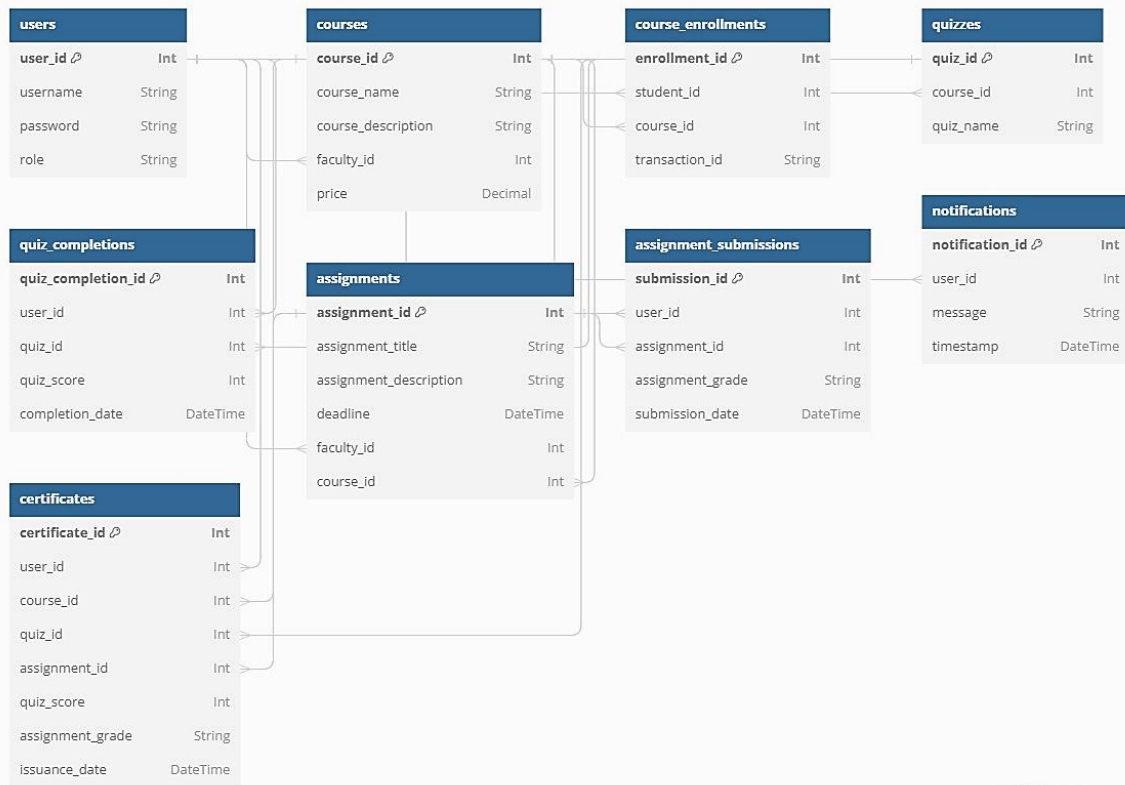 users
user_id Int
username String
password String
role String
courses
course_id Int
course_name String
course_description String
faculty_id Int
price Decimal
course_enrollments
enrollment_id Int
student_id Int
course_id Int
transaction_id String
quizzes
quiz_id Int
course_id Int
quiz_name String
quiz_completions
quiz_completion_id Int
user_id Int
quiz_id Int
quiz_score Int
completion_date DateTime
assignments
assignment_id Int
assignment_title String
assignment_description String
deadline DateTime
faculty_id Int
course_id Int
assignment_submissions
submission_id Int
user_id Int
assignment_id Int
assignment_grade String
submission_date DateTime
notifications
notification_id Int
user_id Int
message String
timestamp DateTime
certificates
certificate_id Int
user_id Int
course_id Int
quiz_id Int
assignment_id Int
quiz_score Int
assignment_grade String
issuance_date DateTime